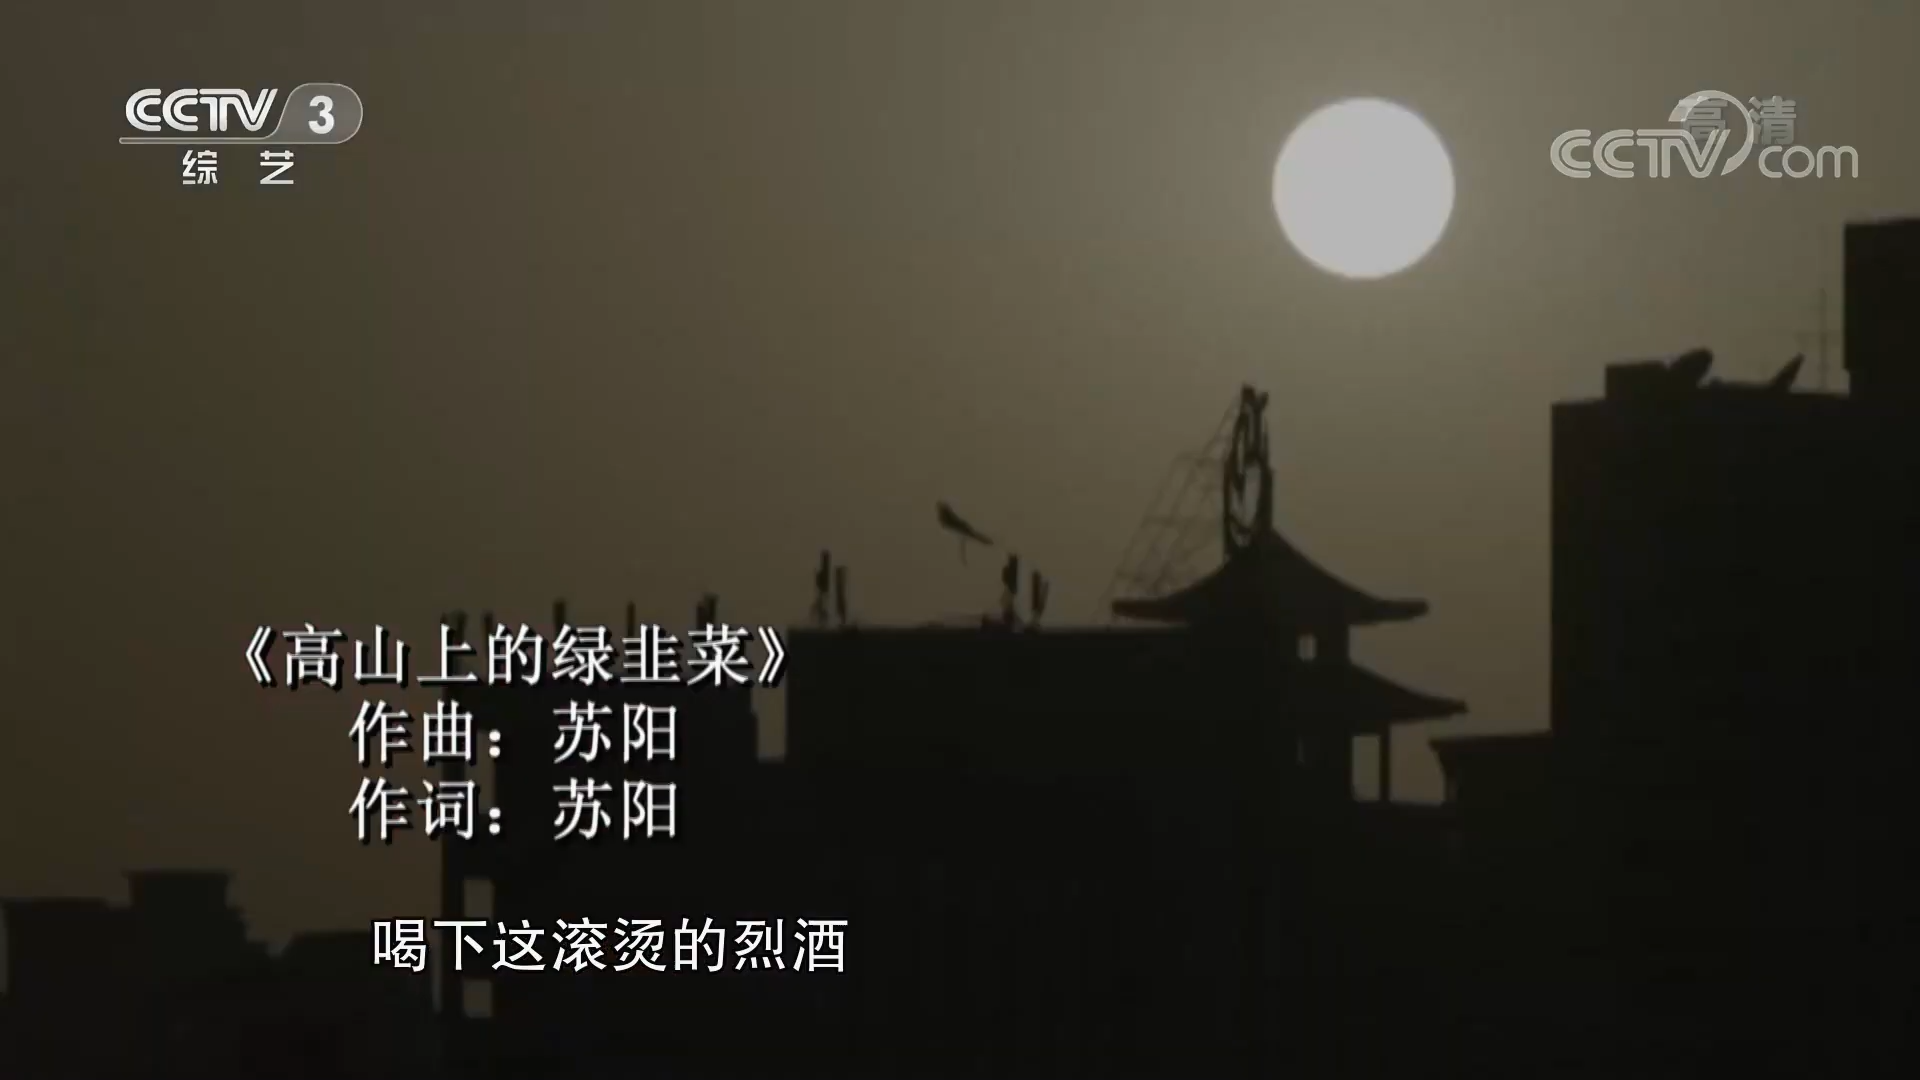 CCTV 3
综艺
高清
CCTV.com
《高山上的绿韭菜》
作曲：苏阳
作词：苏阳
喝下这滚烫的烈酒